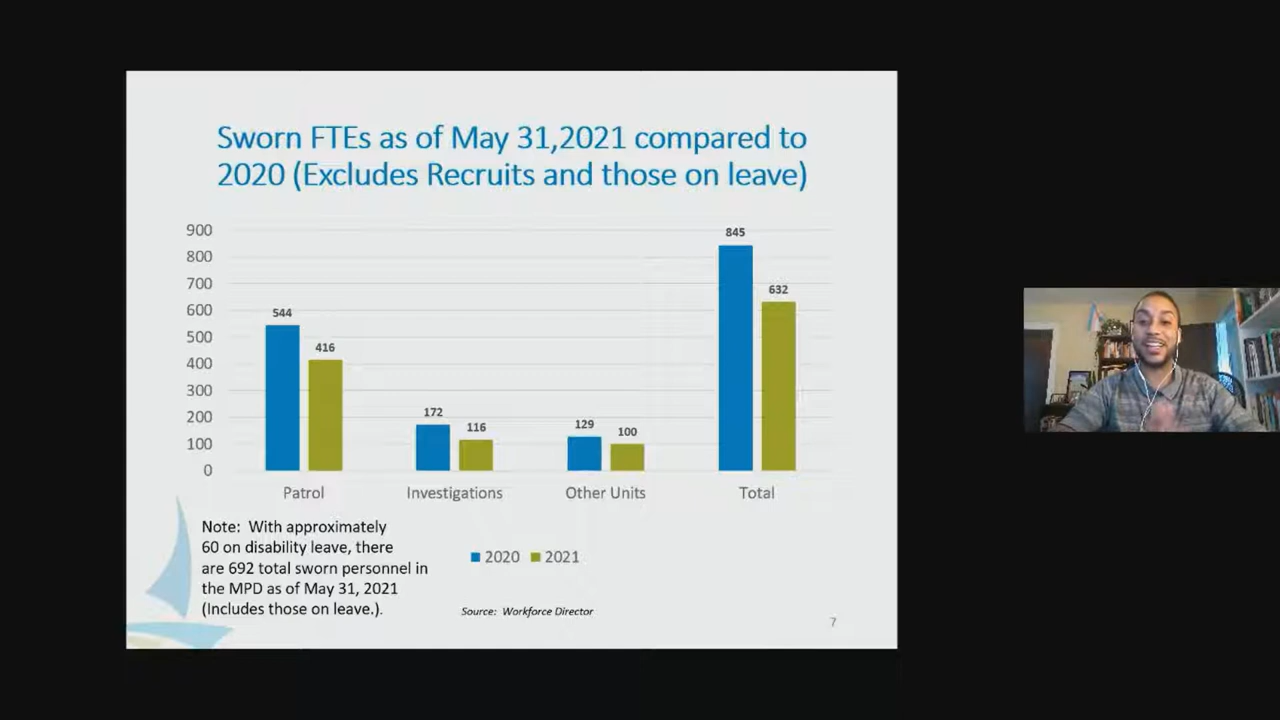 Sworn FTEs as of May 31,2021 compared to
2020 (Excludes Recruits and those on leave)
900
800
700
600
500
400
300
200
100
0
544
416
172
116
129
100
845
632
Patrol
Investigations
Other Units
Total
Note: With approximately
60 on disability leave, there
are 692 total sworn personnel in
the MPD as of May 31, 2021
(Includes those on leave.).
2020
2021
Source: Workforce Director
7